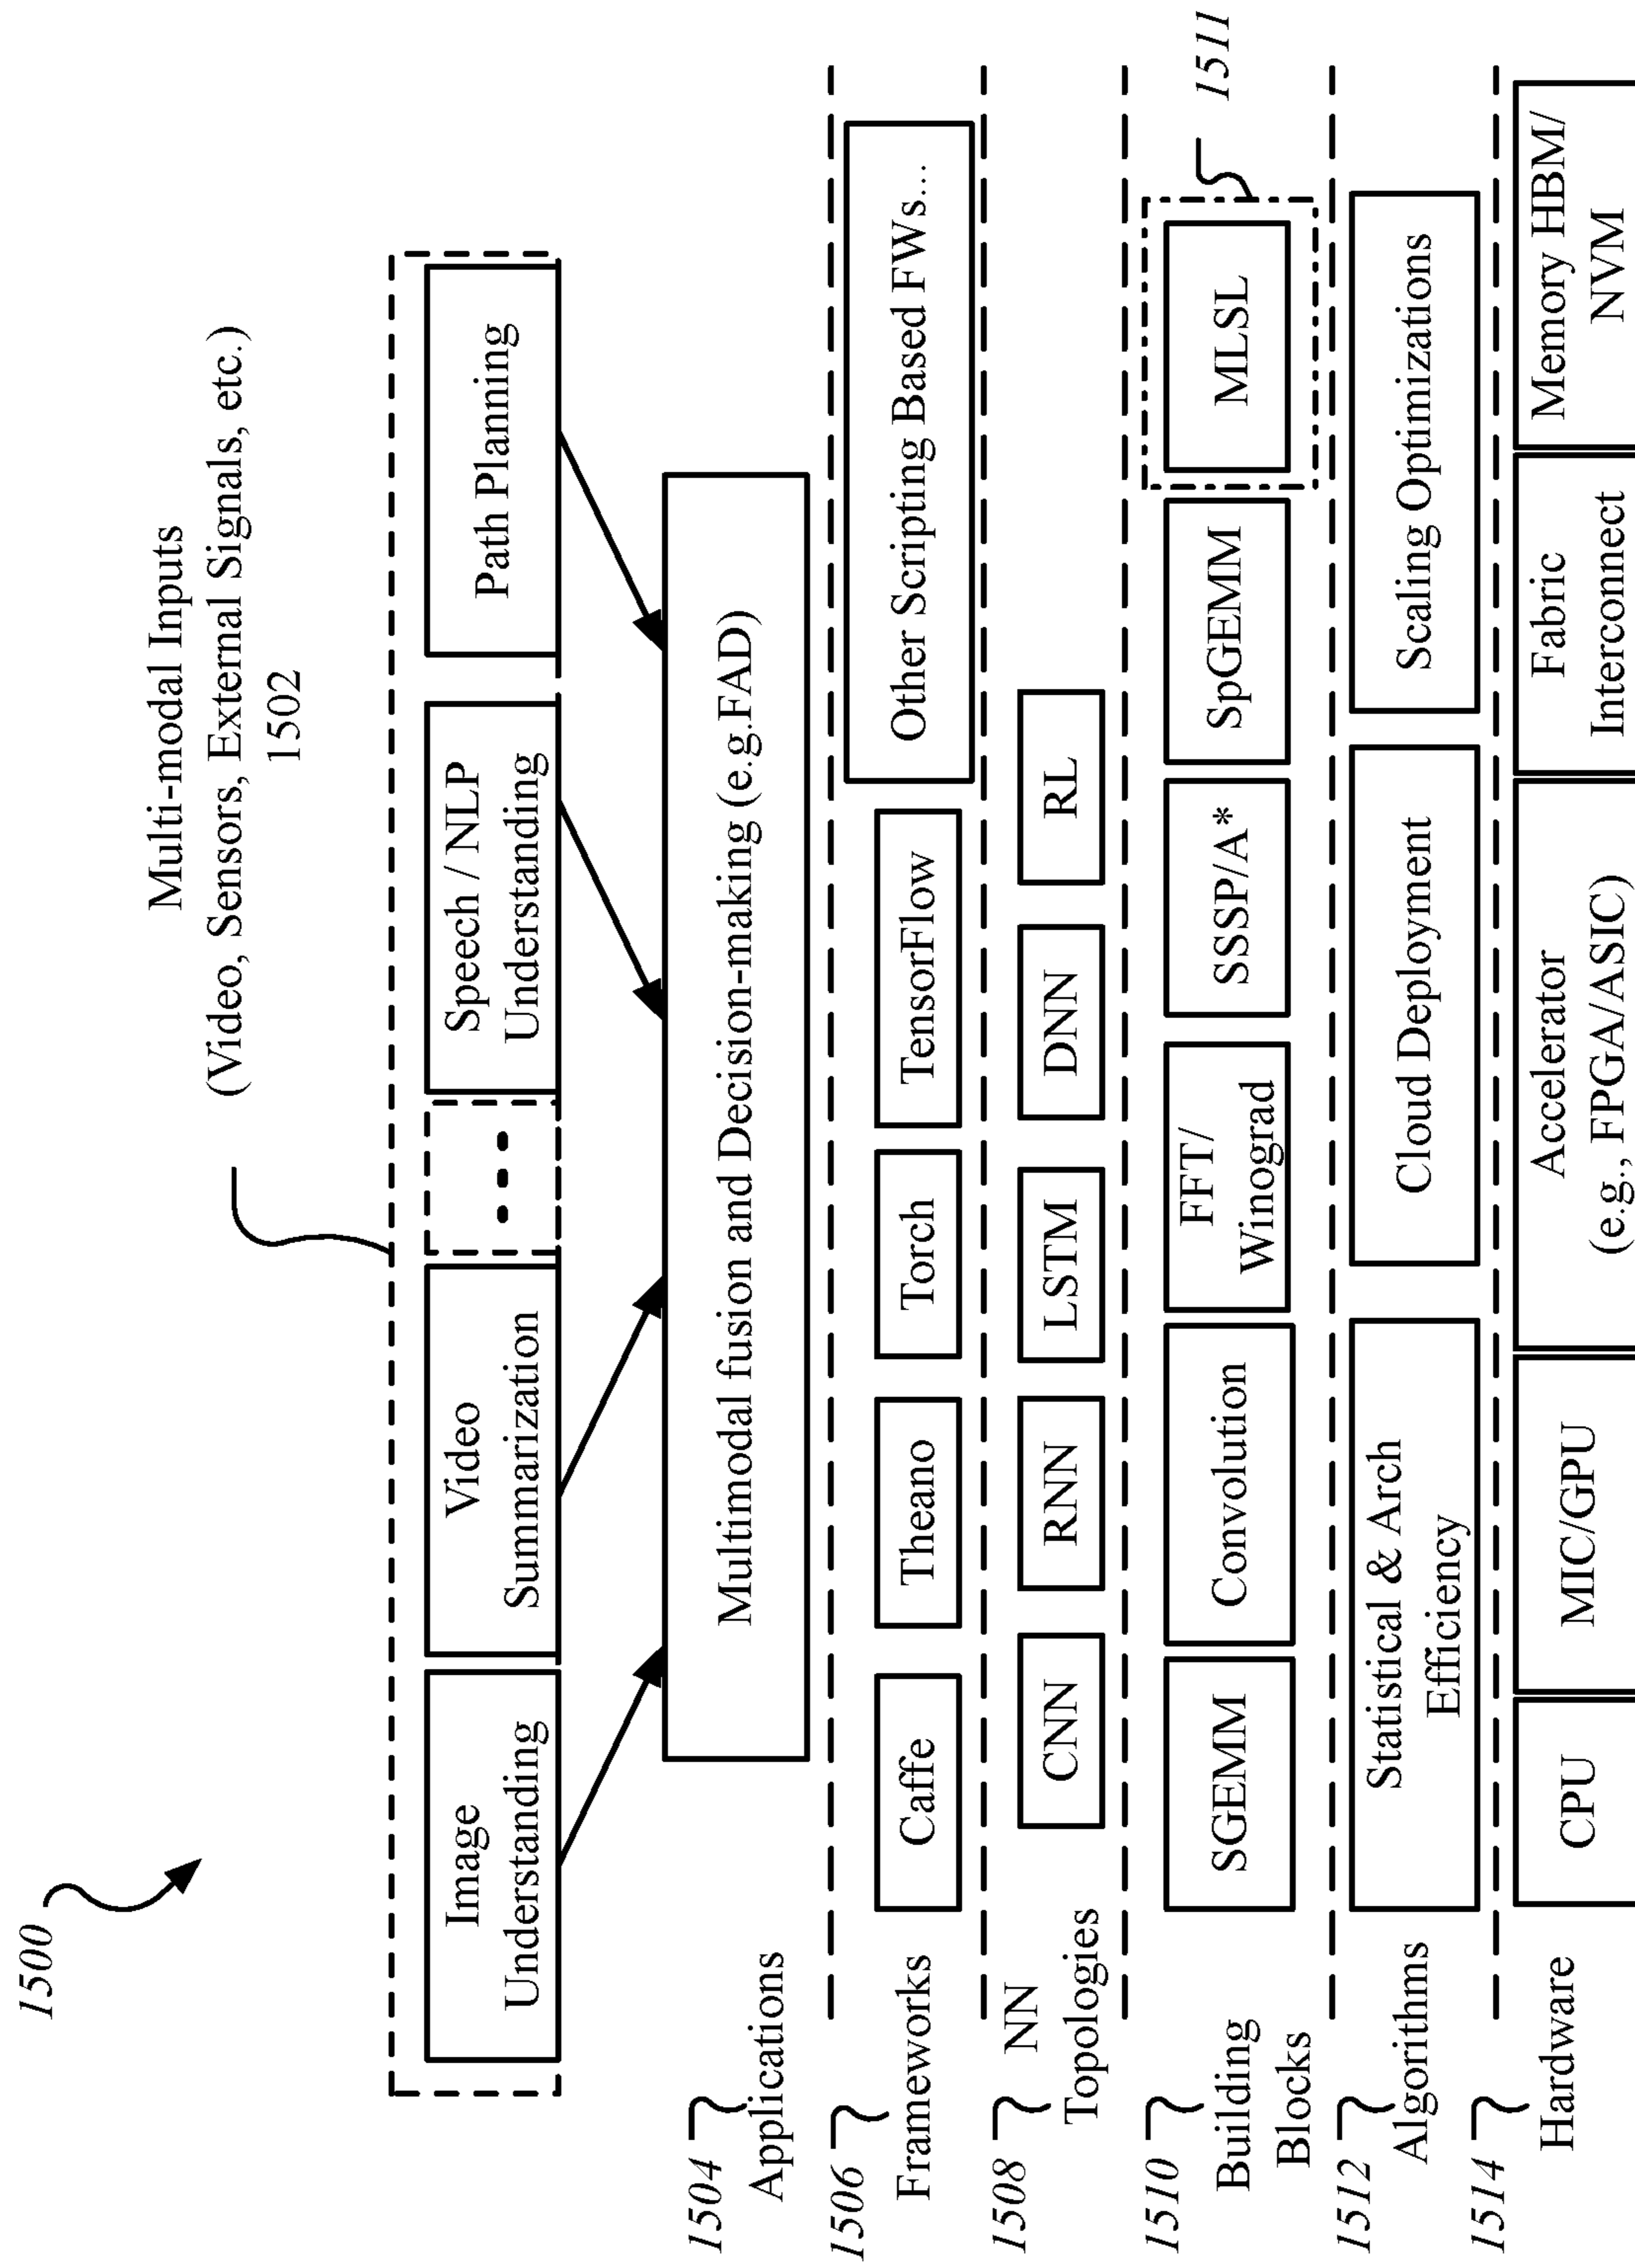 1500
Multi-modal Inputs
(Video, Sensors, External Signals, etc.)
1502
Image
Understanding
Video
Summarization
Speech / NLP
Understanding
Path Planning
1504
Applications
Multimodal fusion and Decision-making (e.g.FAD)
1506
Frameworks
Caffe
Theano
Torch
TensorFlow
Other Scripting Based FWs...
1508
NN
Topologies
CNN
RNN
LSTM
DNN
RL
1510
Building
Blocks
SGEMM
Convolution
FFT/
Winograd
SSSP/A*
SpGEMM
MLSL
1511
1512
Algorithms
Statistical & Arch
Efficiency
Cloud Deployment
Scaling Optimizations
1514
Hardware
CPU
MIC/GPU
Accelerator
(e.g., FPGA/ASIC)
Fabric
Interconnect
Memory HBM/
NVM